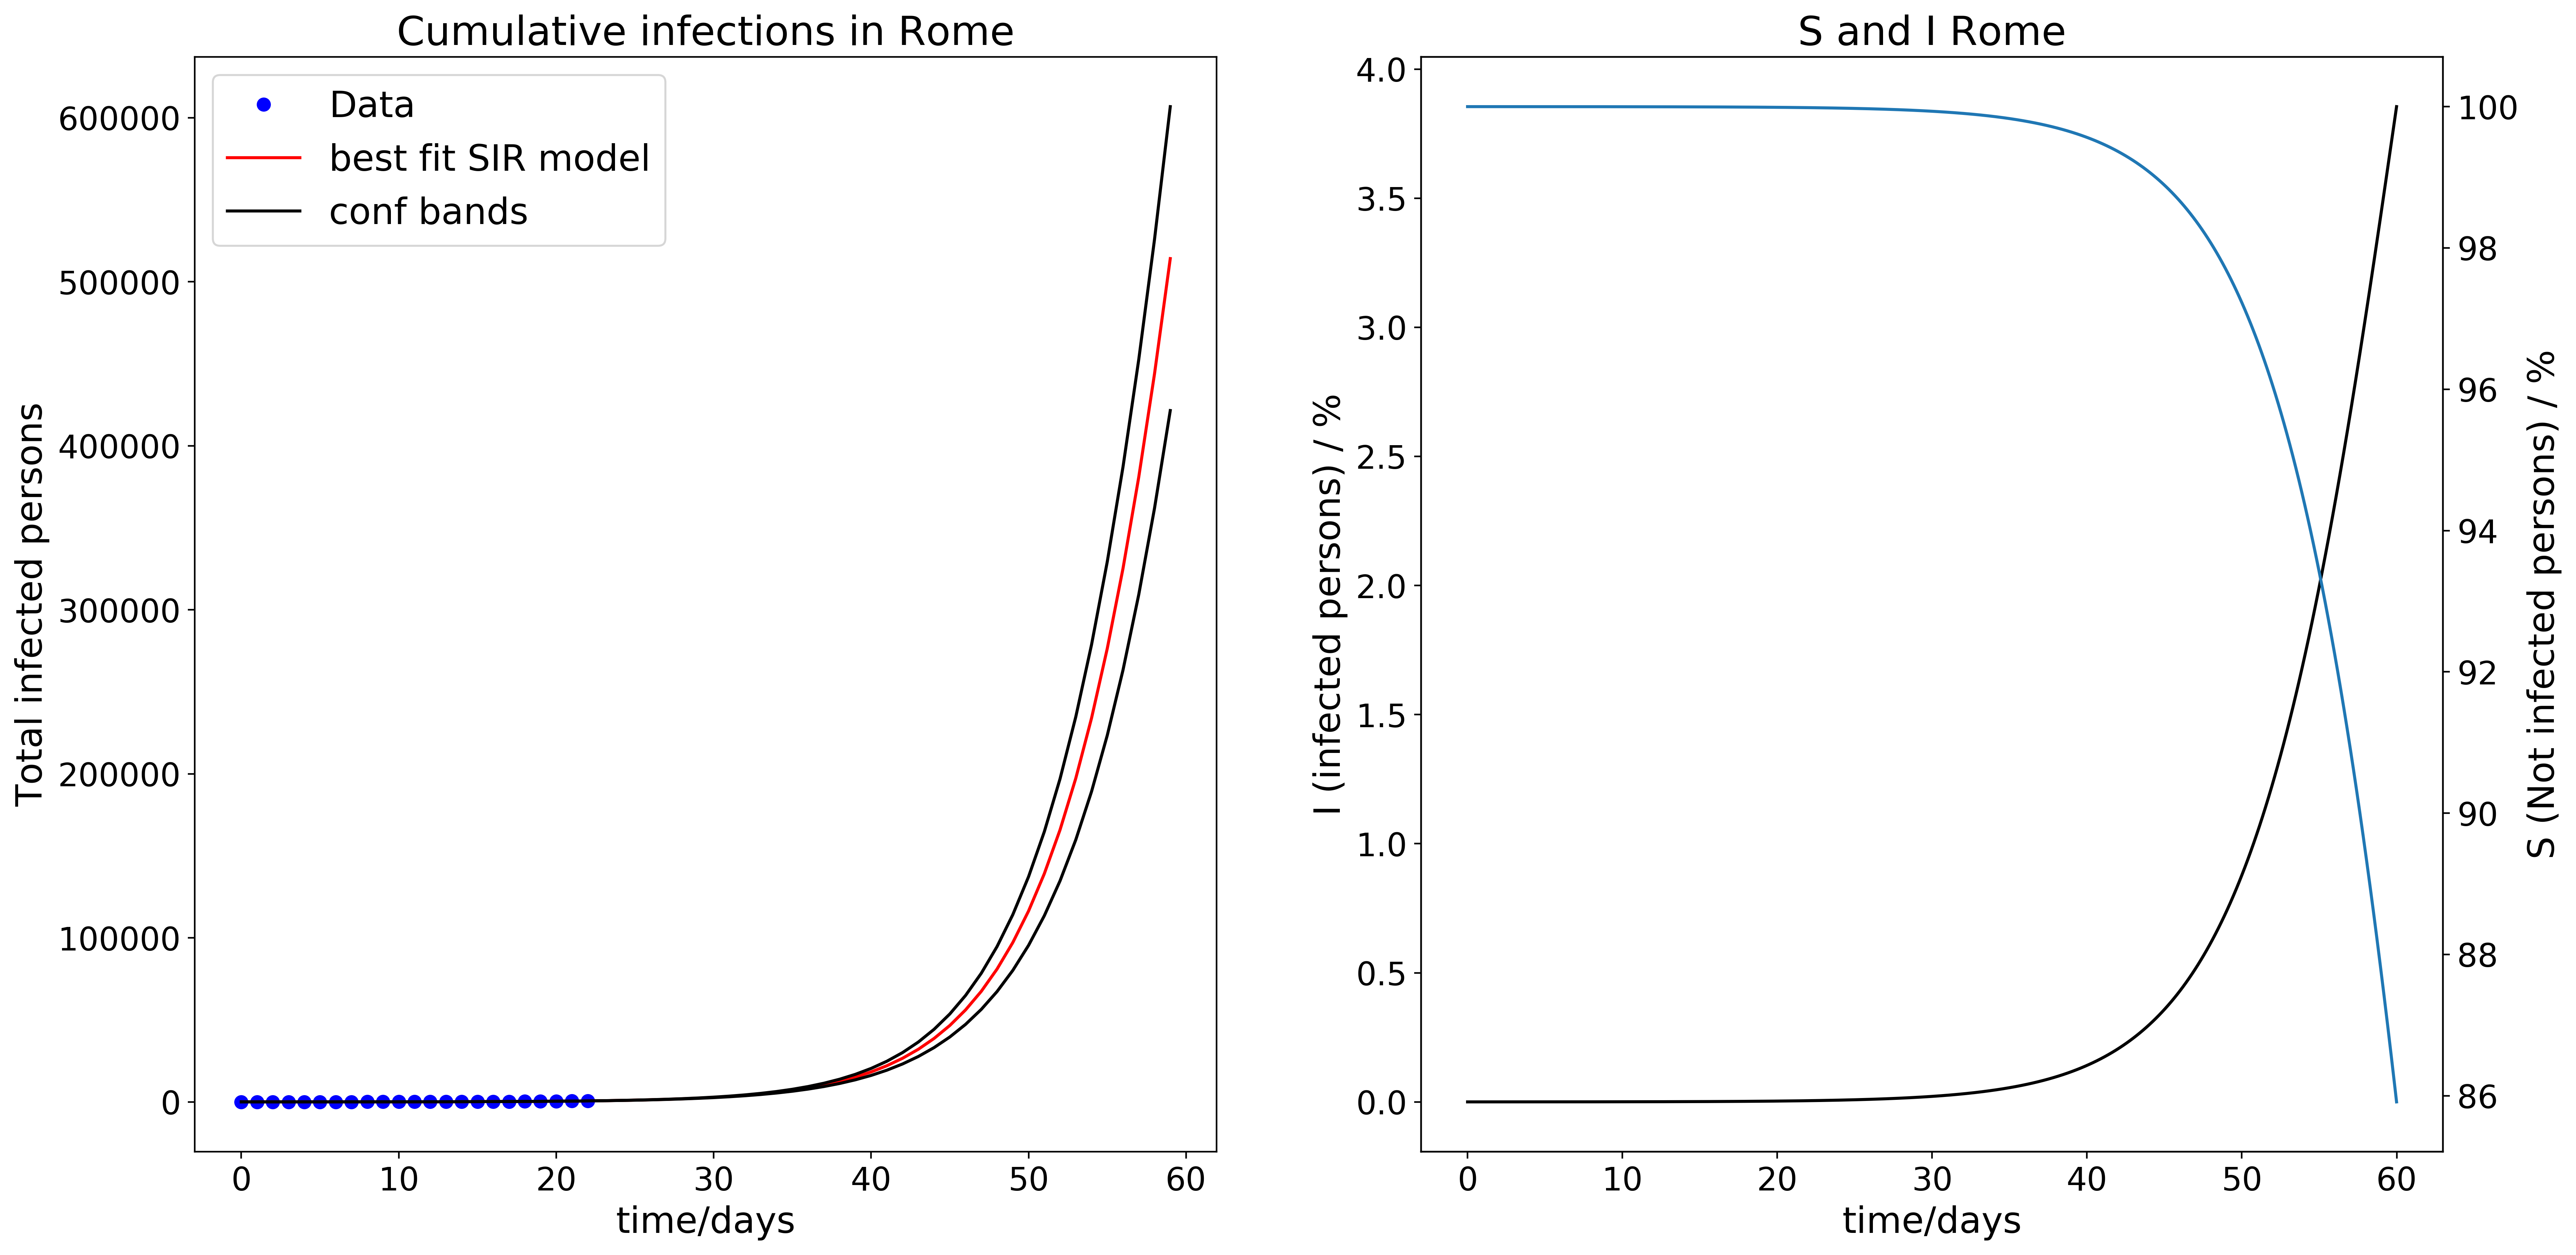 Cumulative infections in Rome
Data
best fit SIR model
conf bands
Total infected persons
600000
500000
400000
300000
200000
100000
0
0 10 20 30 40 50 60
time/days
S and I Rome
I (infected persons) / %
4.0
3.5
3.0
2.5
2.0
1.5
1.0
0.5
0.0
0 10 20 30 40 50 60
time/days
100
98
96
94
92
90
88
86
S (Not infected persons) / %